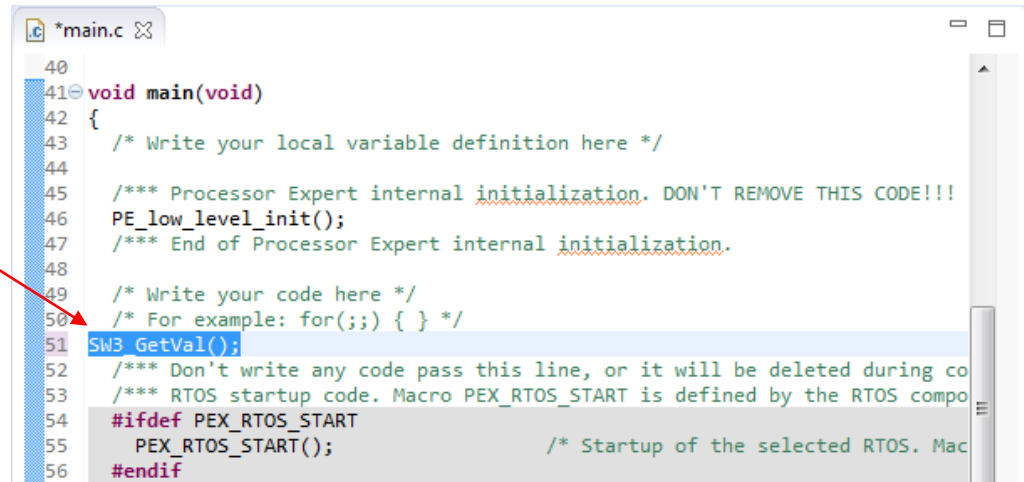 *main.c
40
41 void main(void)
42 {
43 /* Write your local variable definition here */
44
45 /*** Processor Expert internal initialization. DON'T REMOVE THIS CODE!!!
46 PE_low_level_init();
47 /*** End of Processor Expert internal initialization.
48
49 /* Write your code here */
50 /* For example: for(;;) { } */
51 SW3_GetVal();
52 /*** Don't write any code pass this line, or it will be deleted during co
53 /*** RTOS startup code. Macro PEX_RTOS_START is defined by the RTOS compo
54 #ifdef PEX_RTOS_START
55 PEX_RTOS_START(); /* Startup of the selected RTOS. Mac
56 #endif